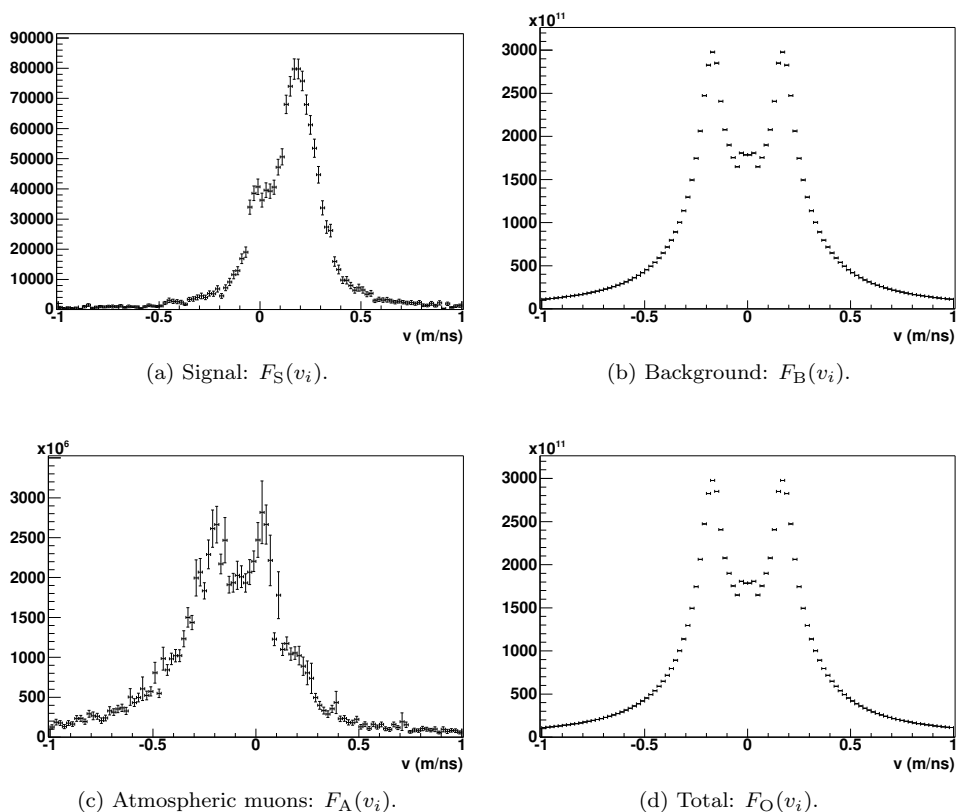 90000
80000
70000
60000
50000
40000
30000
20000
10000
0
-1 -0.5 0 0.5 1
v (m/ns)
(a) Signal: F_S(v_i).
x10^11
3000
2500
2000
1500
1000
500
0
-1 -0.5 0 0.5 1
v (m/ns)
(b) Background: F_B(v_i).
x10^6
3000
2500
2000
1500
1000
500
0
-1 -0.5 0 0.5 1
v (m/ns)
(c) Atmospheric muons: F_A(v_i).
x10^11
3000
2500
2000
1500
1000
500
0
-1 -0.5 0 0.5 1
v (m/ns)
(d) Total: F_O(v_i).